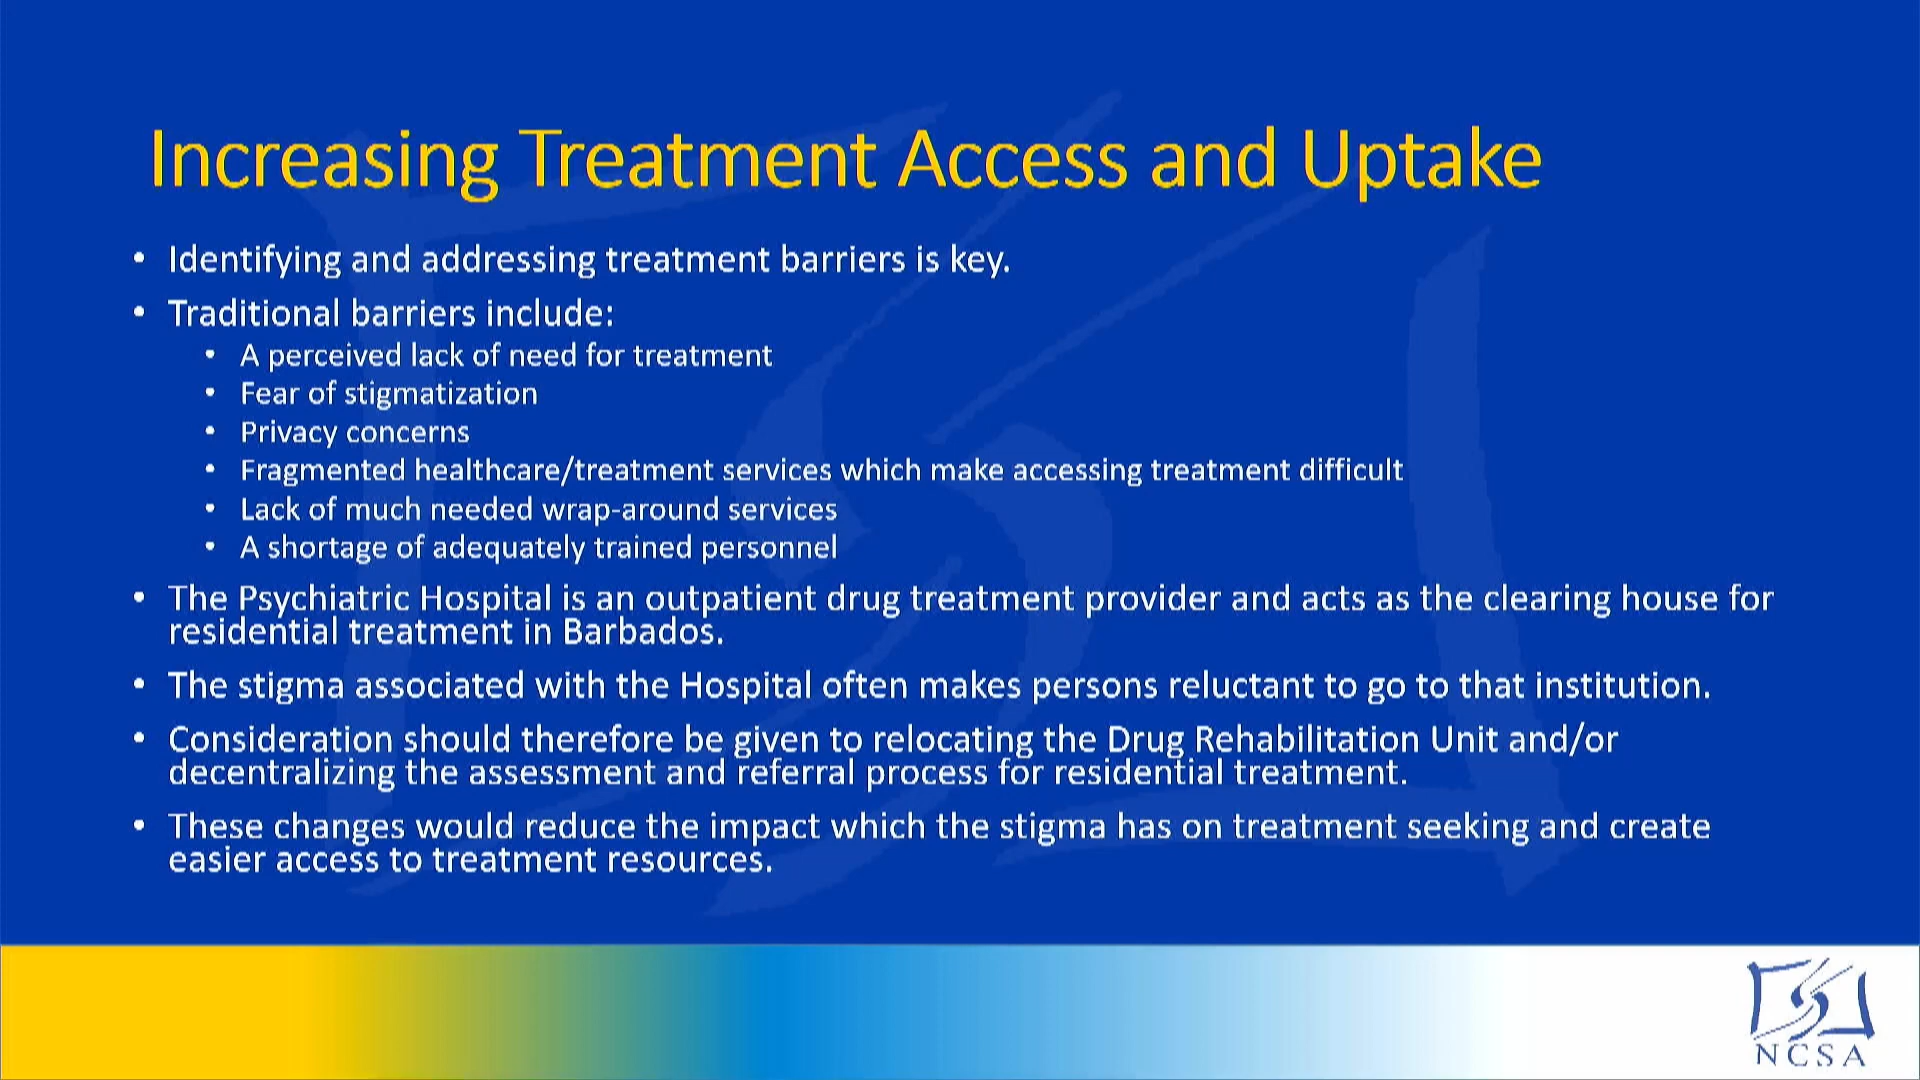 Increasing Treatment Access and Uptake
• Identifying and addressing treatment barriers is key.
• Traditional barriers include:
• A perceived lack of need for treatment
• Fear of stigmatization
• Privacy concerns
• Fragmented healthcare/treatment services which make accessing treatment difficult
• Lack of much needed wrap-around services
• A shortage of adequately trained personnel
• The Psychiatric Hospital is an outpatient drug treatment provider and acts as the clearing house for
residential treatment in Barbados.
• The stigma associated with the Hospital often makes persons reluctant to go to that institution.
• Consideration should therefore be given to relocating the Drug Rehabilitation Unit and/or
decentralizing the assessment and referral process for residential treatment.
• These changes would reduce the impact which the stigma has on treatment seeking and create
easier access to treatment resources.
NCSA